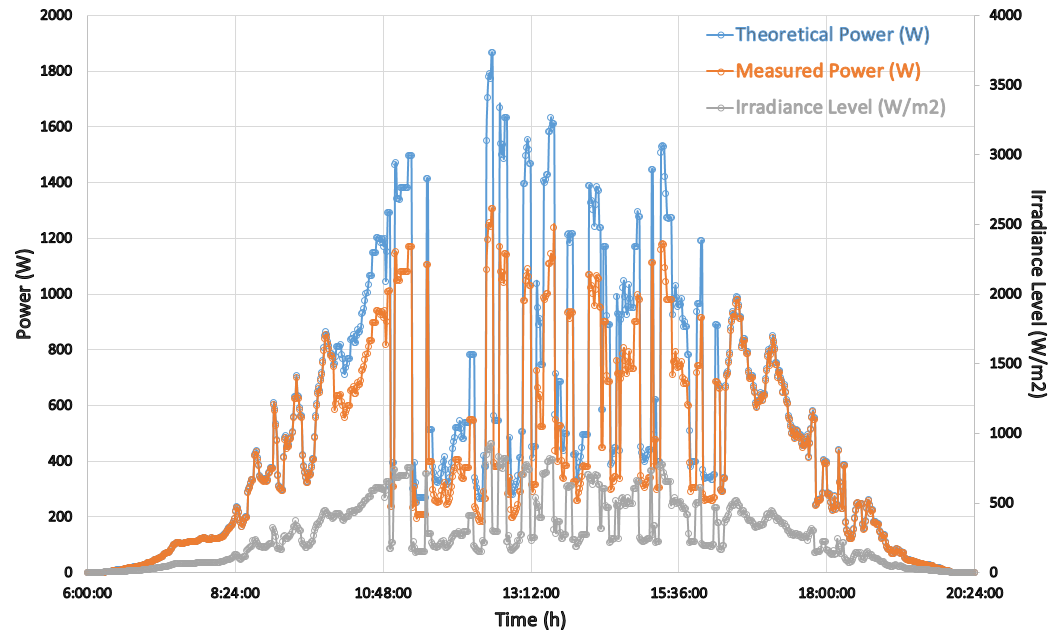 2000
1800
1600
1400
1200
1000
800
600
400
200
0
Power (W)
4000
3500
3000
2500
2000
1500
1000
500
0
Irradiance Level (W/m2)
Theoretical Power (W)
Measured Power (W)
Irradiance Level (W/m2)
6:00:00 8:24:00 10:48:00 13:12:00 15:36:00 18:00:00 20:24:00
Time (h)